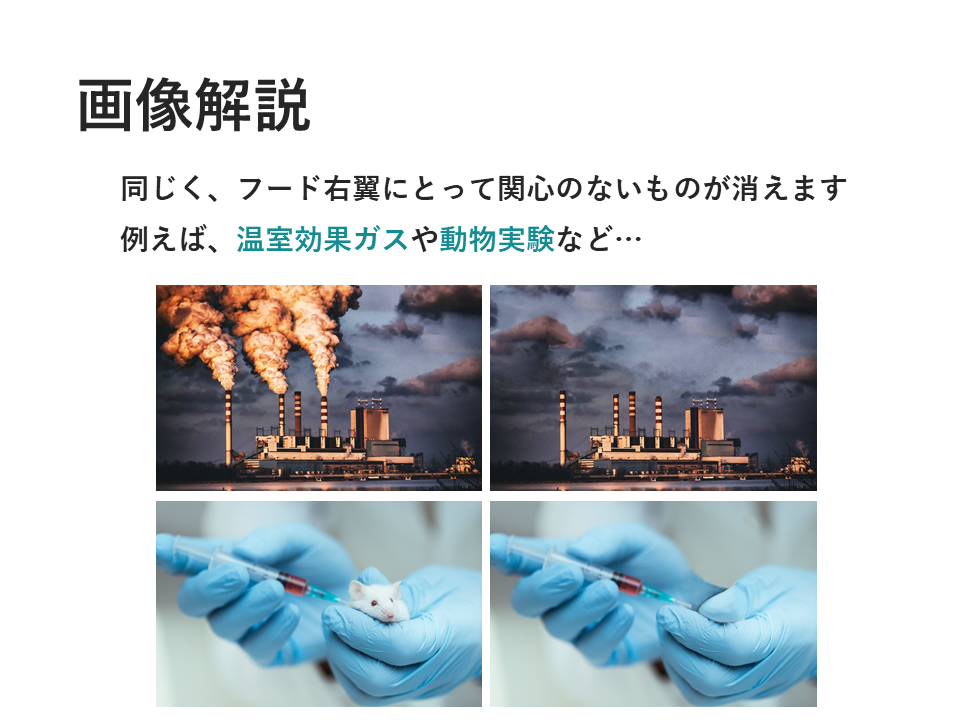 画像解説
同じく、フード右翼にとって関心のないものが消えます
例えば、温室効果ガスや動物実験など…